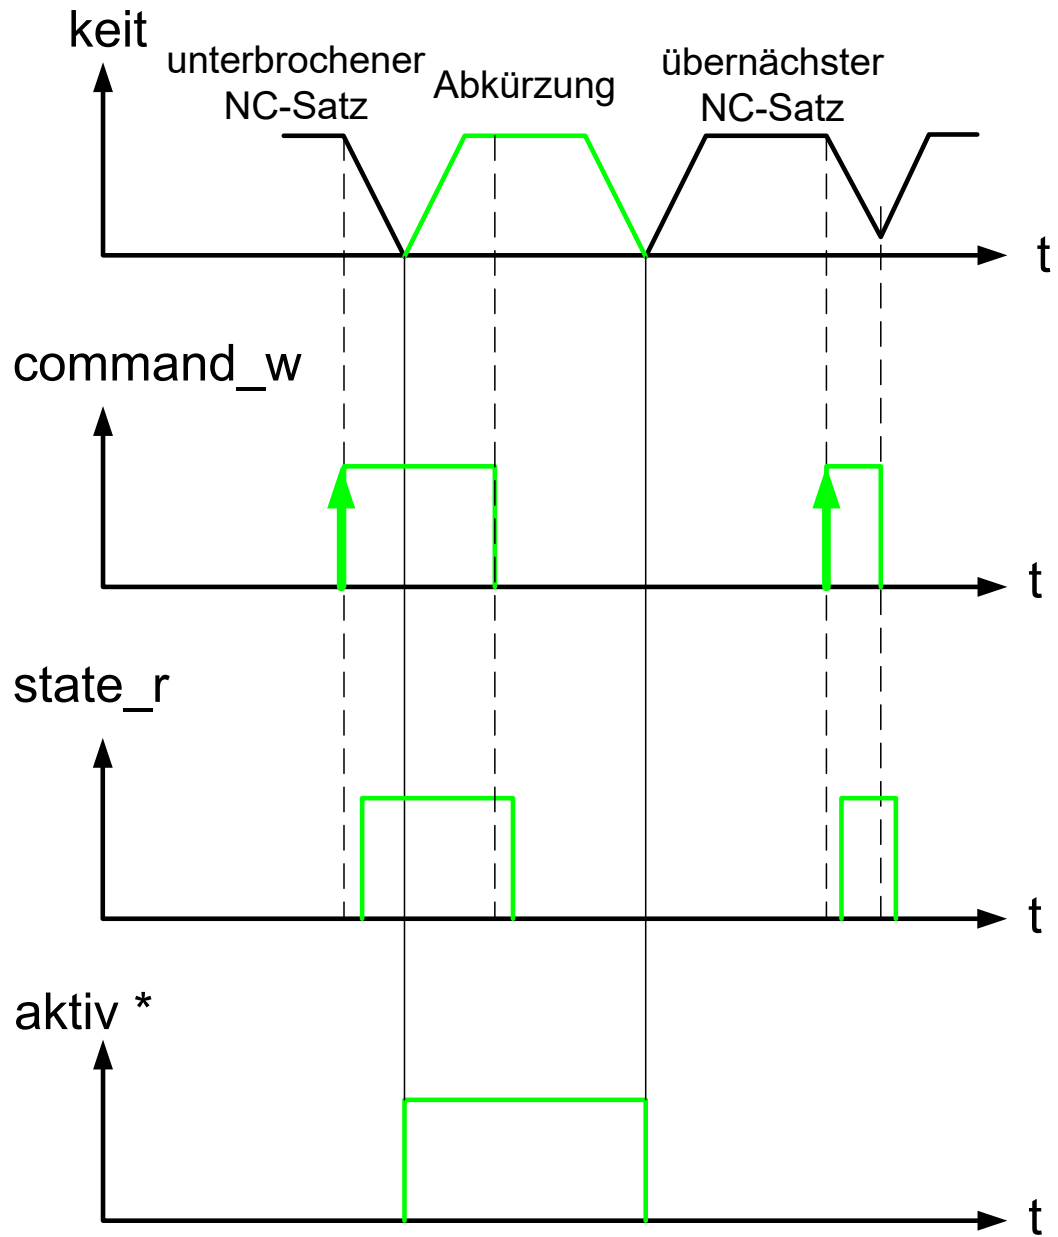 keit
unterbrochener
NC-Satz
Abkürzung
übernächster
NC-Satz
t
command_w
t
state_r
t
aktiv *
t